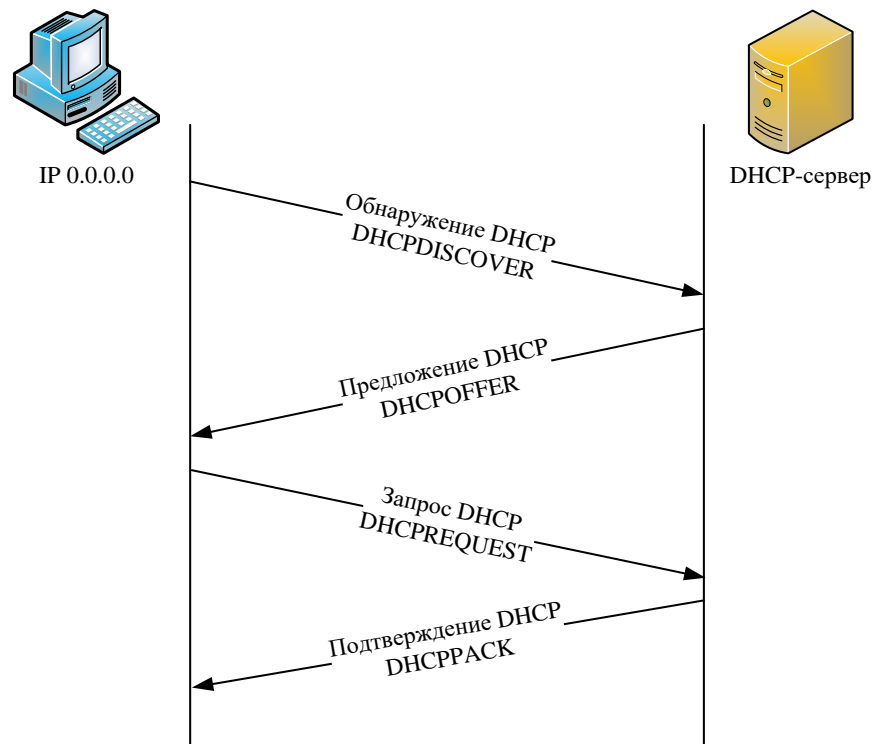 IP 0.0.0.0
DHCP-сервер
Обнаружение DHCP
DHCPDISCOVER
Предложение DHCP
DHCPOFFER
Запрос DHCP
DHCPREQUEST
Подтверждение DHCP
DHCPPACK